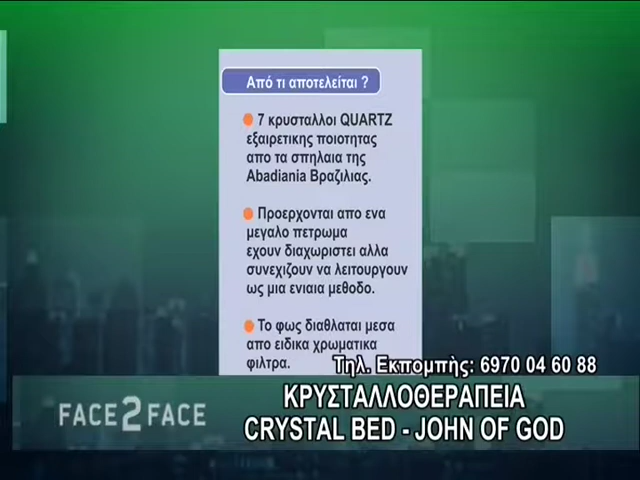 Από τι αποτελείται ?
7 κρυσταλλοι QUARTZ
εξαιρετικης ποιοτητας
απο τα σπηλαια της
Abadiania Βραζιλιας.
Προερχονται απο ενα
μεγαλο πετρωμα
εχουν διαχωριστει αλλα
συνεχιζουν να λειτουργουν
ως μια ενιαια μεθοδο.
Το φως διαθλαται μεσα
απο ειδικα χρωματικα
φιλτρα.
Τηλ. Εκπομπὴς: 6970 04 60 88
ΚΡΥΣΤΑΛΛΟΘΕΡΑΠΕΙΑ
FACE2FACE
CRYSTAL BED - JOHN OF GOD